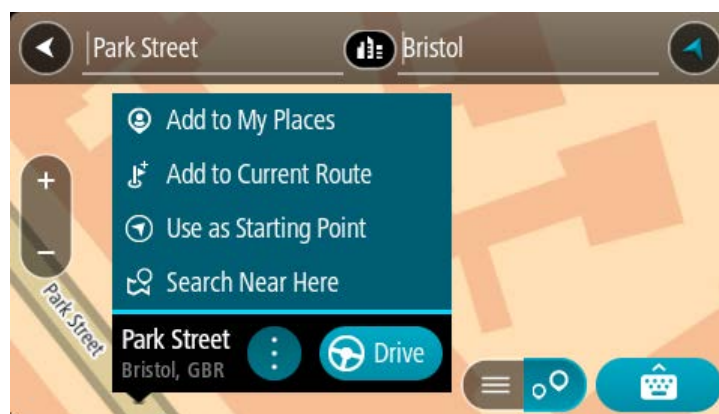 Park Street
Bristol
Add to My Places
Add to Current Route
Use as Starting Point
Search Near Here
Park Street
Park Street
Bristol, GBR
Drive